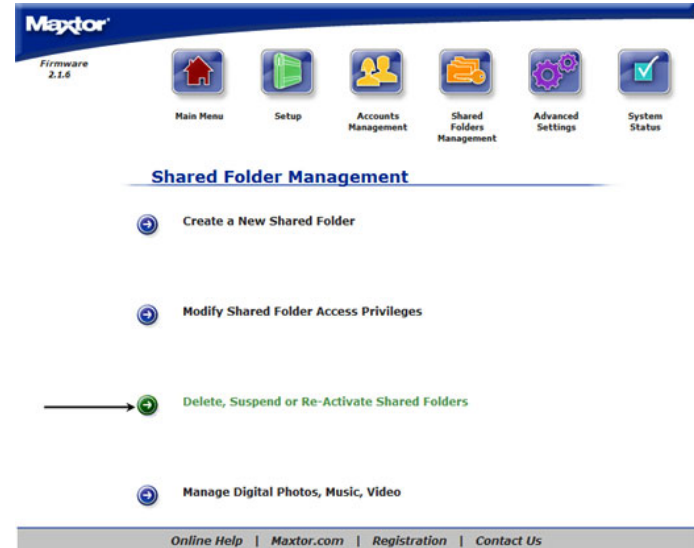 Maxtor
Firmware
2.1.6
Main Menu
Setup
Accounts
Management
Shared
Folders
Management
Advanced
Settings
System
Status
Shared Folder Management
Create a New Shared Folder
Modify Shared Folder Access Privileges
Delete, Suspend or Re-Activate Shared Folders
Manage Digital Photos, Music, Video
Online Help | Maxtor.com | Registration | Contact Us